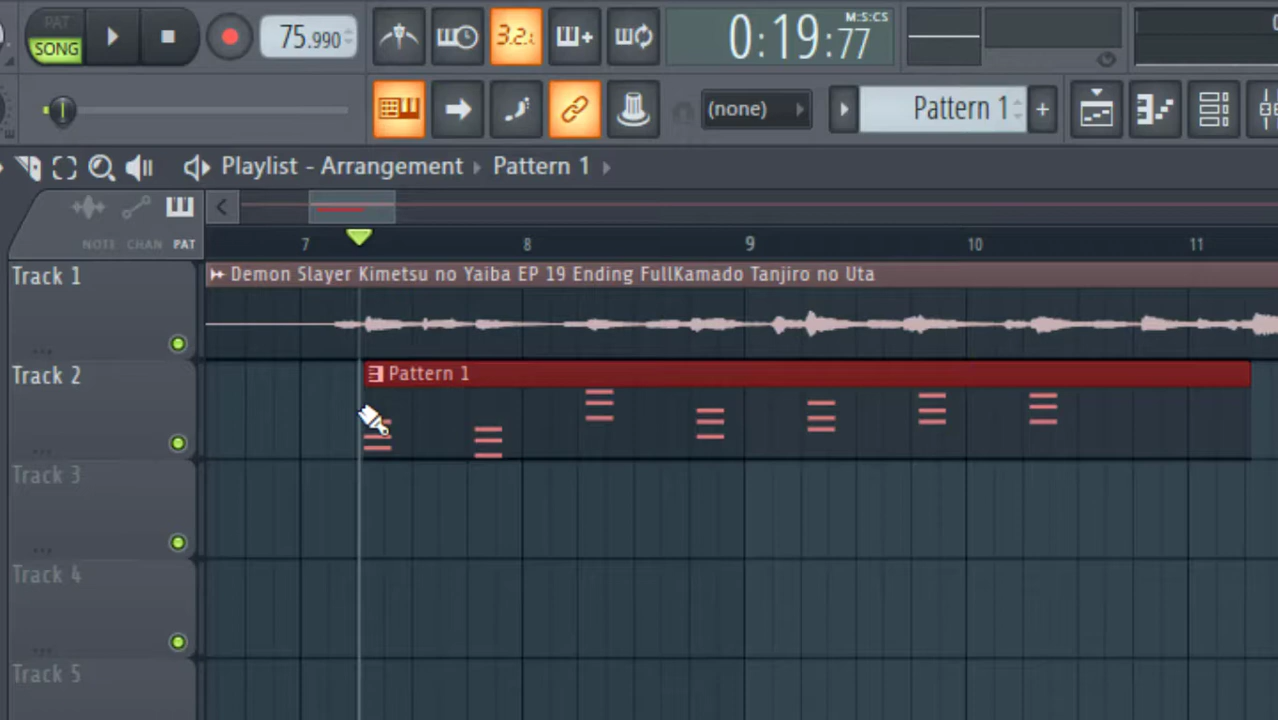 PAT
SONG
75.990
3.2.:
0:19:77
M:S:CS
(none)
Pattern 1
Playlist - Arrangement
Pattern 1
NOTE CHAN PAT
7 8 9 10 11
Track 1
Demon Slayer Kimetsu no Yaiba EP 19 Ending FullKamado Tanjiro no Uta
Track 2
Pattern 1
Track 3
Track 4
Track 5